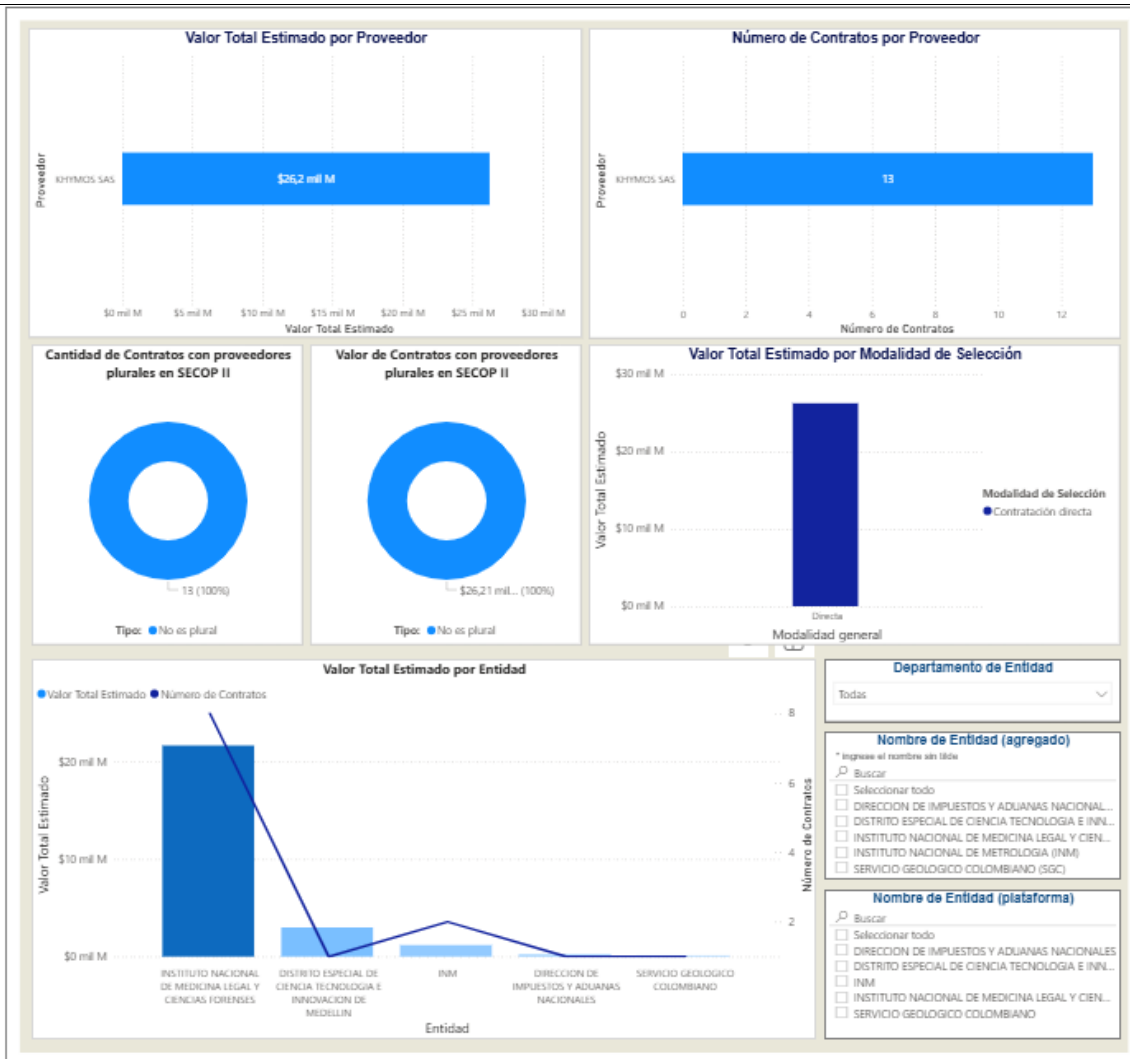 Valor Total Estimado por Proveedor
Proveedor
KHYMOS SAS
$26,2 mil M
$0 mil M $5 mil M $10 mil M $15 mil M $20 mil M $25 mil M $30 mil M
Valor Total Estimado
Número de Contratos por Proveedor
Proveedor
KHYMOS SAS
13
0 2 4 6 8 10 12
Número de Contratos
Cantidad de Contratos con proveedores
plurales en SECOP II
13 (100%)
Tipo: No es plural
Valor de Contratos con proveedores
plurales en SECOP II
$26,21 mil... (100%)
Tipo: No es plural
Valor Total Estimado por Modalidad de Selección
Valor Total Estimado
$30 mil M
$20 mil M
$10 mil M
$0 mil M
Directa
Modalidad general
Modalidad de Selección
Contratación directa
Valor Total Estimado por Entidad
Valor Total Estimado Número de Contratos
Valor Total Estimado
$20 mil M
$10 mil M
$0 mil M
8
6
4
2
Número de Contratos
INSTITUTO NACIONAL
DE MEDICINA LEGAL Y
CIENCIAS FORENSES
DISTRITO ESPECIAL DE
CIENCIA TECNOLOGIA E
INNOVACION DE
MEDELLIN
INM
DIRECCION DE
IMPUESTOS Y ADUANAS
NACIONALES
SERVICIO GEOLOGICO
COLOMBIANO
Entidad
Departamento de Entidad
Todas
Nombre de Entidad (agregado)
* ingrese el nombre sin tilde
Buscar
Seleccionar todo
DIRECCION DE IMPUESTOS Y ADUANAS NACIONAL...
DISTRITO ESPECIAL DE CIENCIA TECNOLOGIA E INN...
INSTITUTO NACIONAL DE MEDICINA LEGAL Y CIEN...
INSTITUTO NACIONAL DE METROLOGIA (INM)
SERVICIO GEOLOGICO COLOMBIANO (SGC)
Nombre de Entidad (plataforma)
Buscar
Seleccionar todo
DIRECCION DE IMPUESTOS Y ADUANAS NACIONALES
DISTRITO ESPECIAL DE CIENCIA TECNOLOGIA E INN...
INM
INSTITUTO NACIONAL DE MEDICINA LEGAL Y CIEN...
SERVICIO GEOLOGICO COLOMBIANO